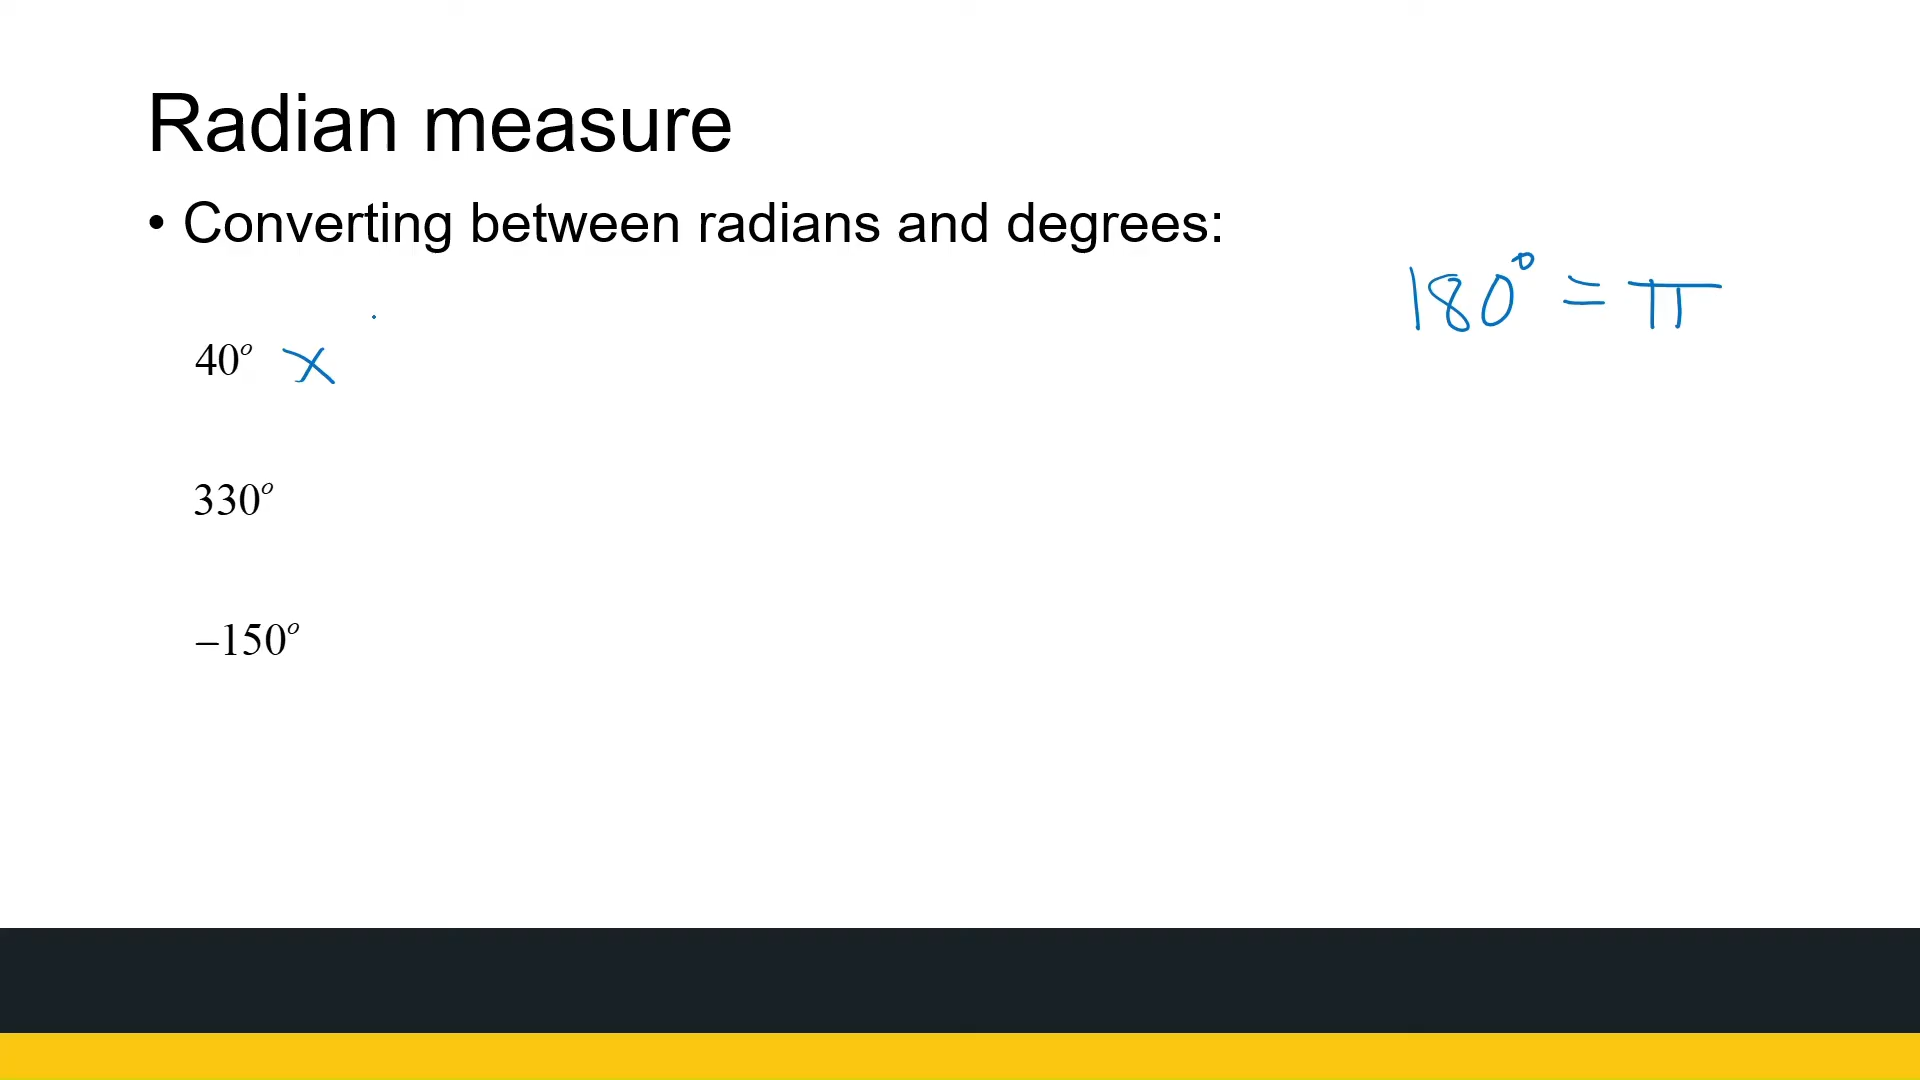 Radian measure
• Converting between radians and degrees:
180° = π
40° ×
330°
–150°